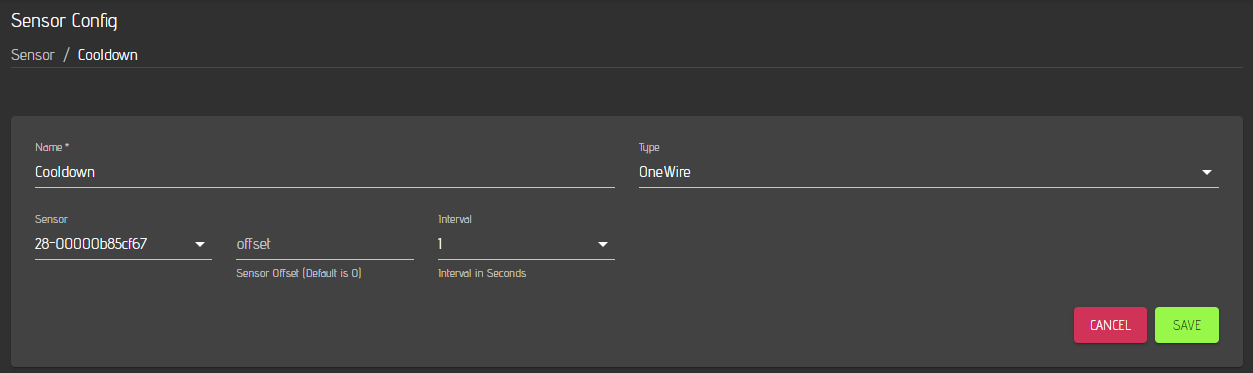 Sensor Config
Sensor / Cooldown
Name * Type
Cooldown OneWire
Sensor Interval
28-00000b85cf67 offset 1
Sensor Offset (Default is 0) Interval in Seconds
CANCEL SAVE